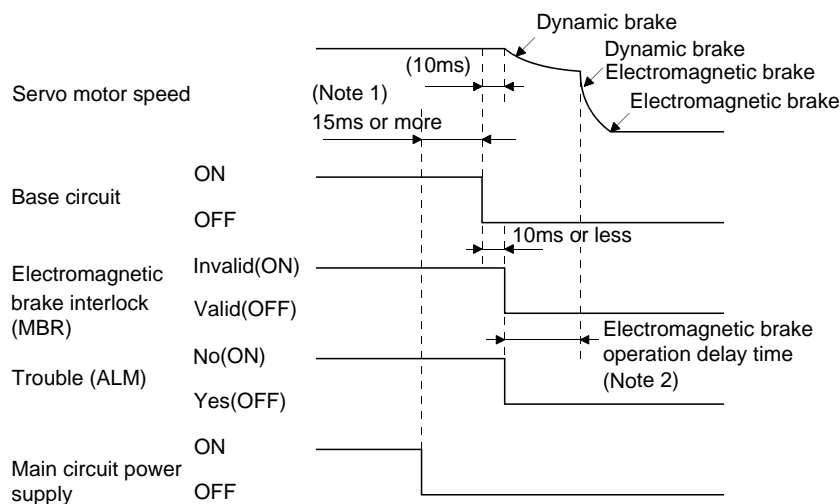 Dynamic brake
Dynamic brake
Electromagnetic brake
Electromagnetic brake
(10ms)
Servo motor speed
(Note 1)
15ms or more
ON
Base circuit
OFF
10ms or less
Electromagnetic
brake interlock
(MBR)
Invalid(ON)
Valid(OFF)
Electromagnetic brake
operation delay time
(Note 2)
Trouble (ALM)
No(ON)
Yes(OFF)
ON
Main circuit power
supply
OFF